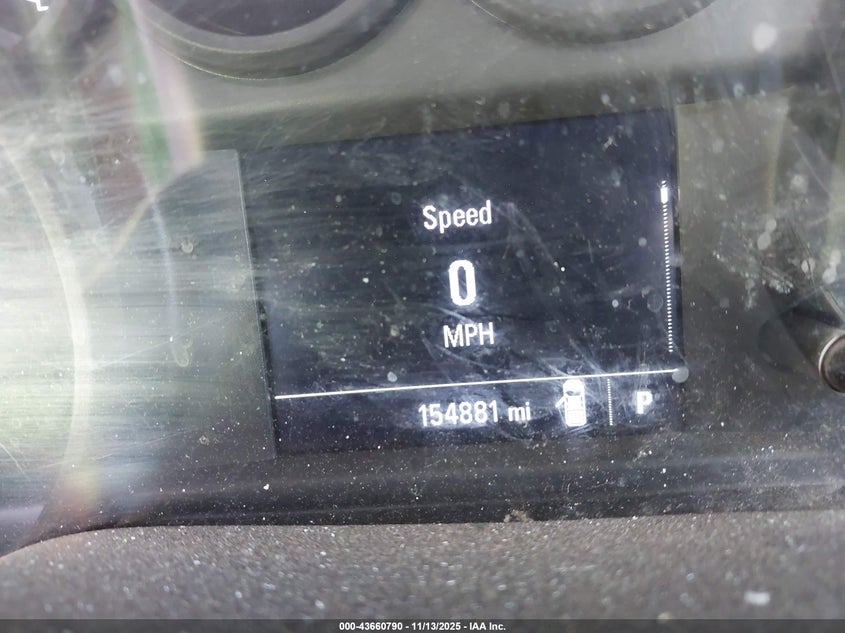 Speed
0
MPH
154881 mi
P
000-43660790 - 11/13/2025 - IAA Inc.